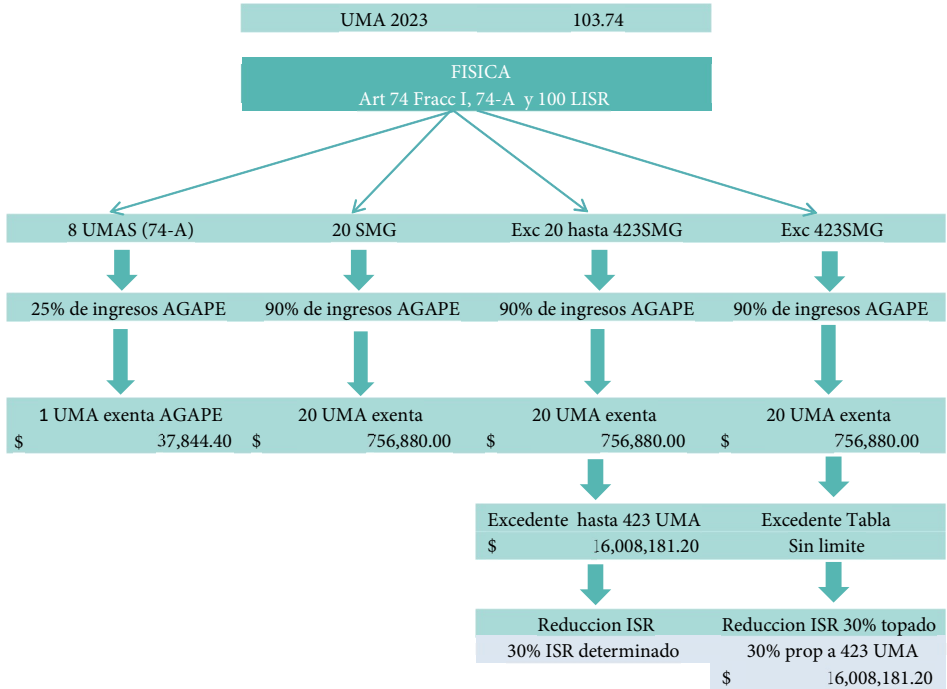 UMA 2023 103.74
FISICA
Art 74 Fracc I, 74-A y 100 LISR
8 UMAS (74-A) 20 SMG Exc 20 hasta 423SMG Exc 423SMG
25% de ingresos AGAPE 90% de ingresos AGAPE 90% de ingresos AGAPE 90% de ingresos AGAPE
1 UMA exenta AGAPE 20 UMA exenta 20 UMA exenta 20 UMA exenta
$ 37,844.40 $ 756,880.00 $ 756,880.00 $ 756,880.00
Excedente hasta 423 UMA Excedente Tabla
$ 16,008,181.20 Sin limite
Reduccion ISR Reduccion ISR 30% topado
30% ISR determinado 30% prop a 423 UMA
$ 16,008,181.20